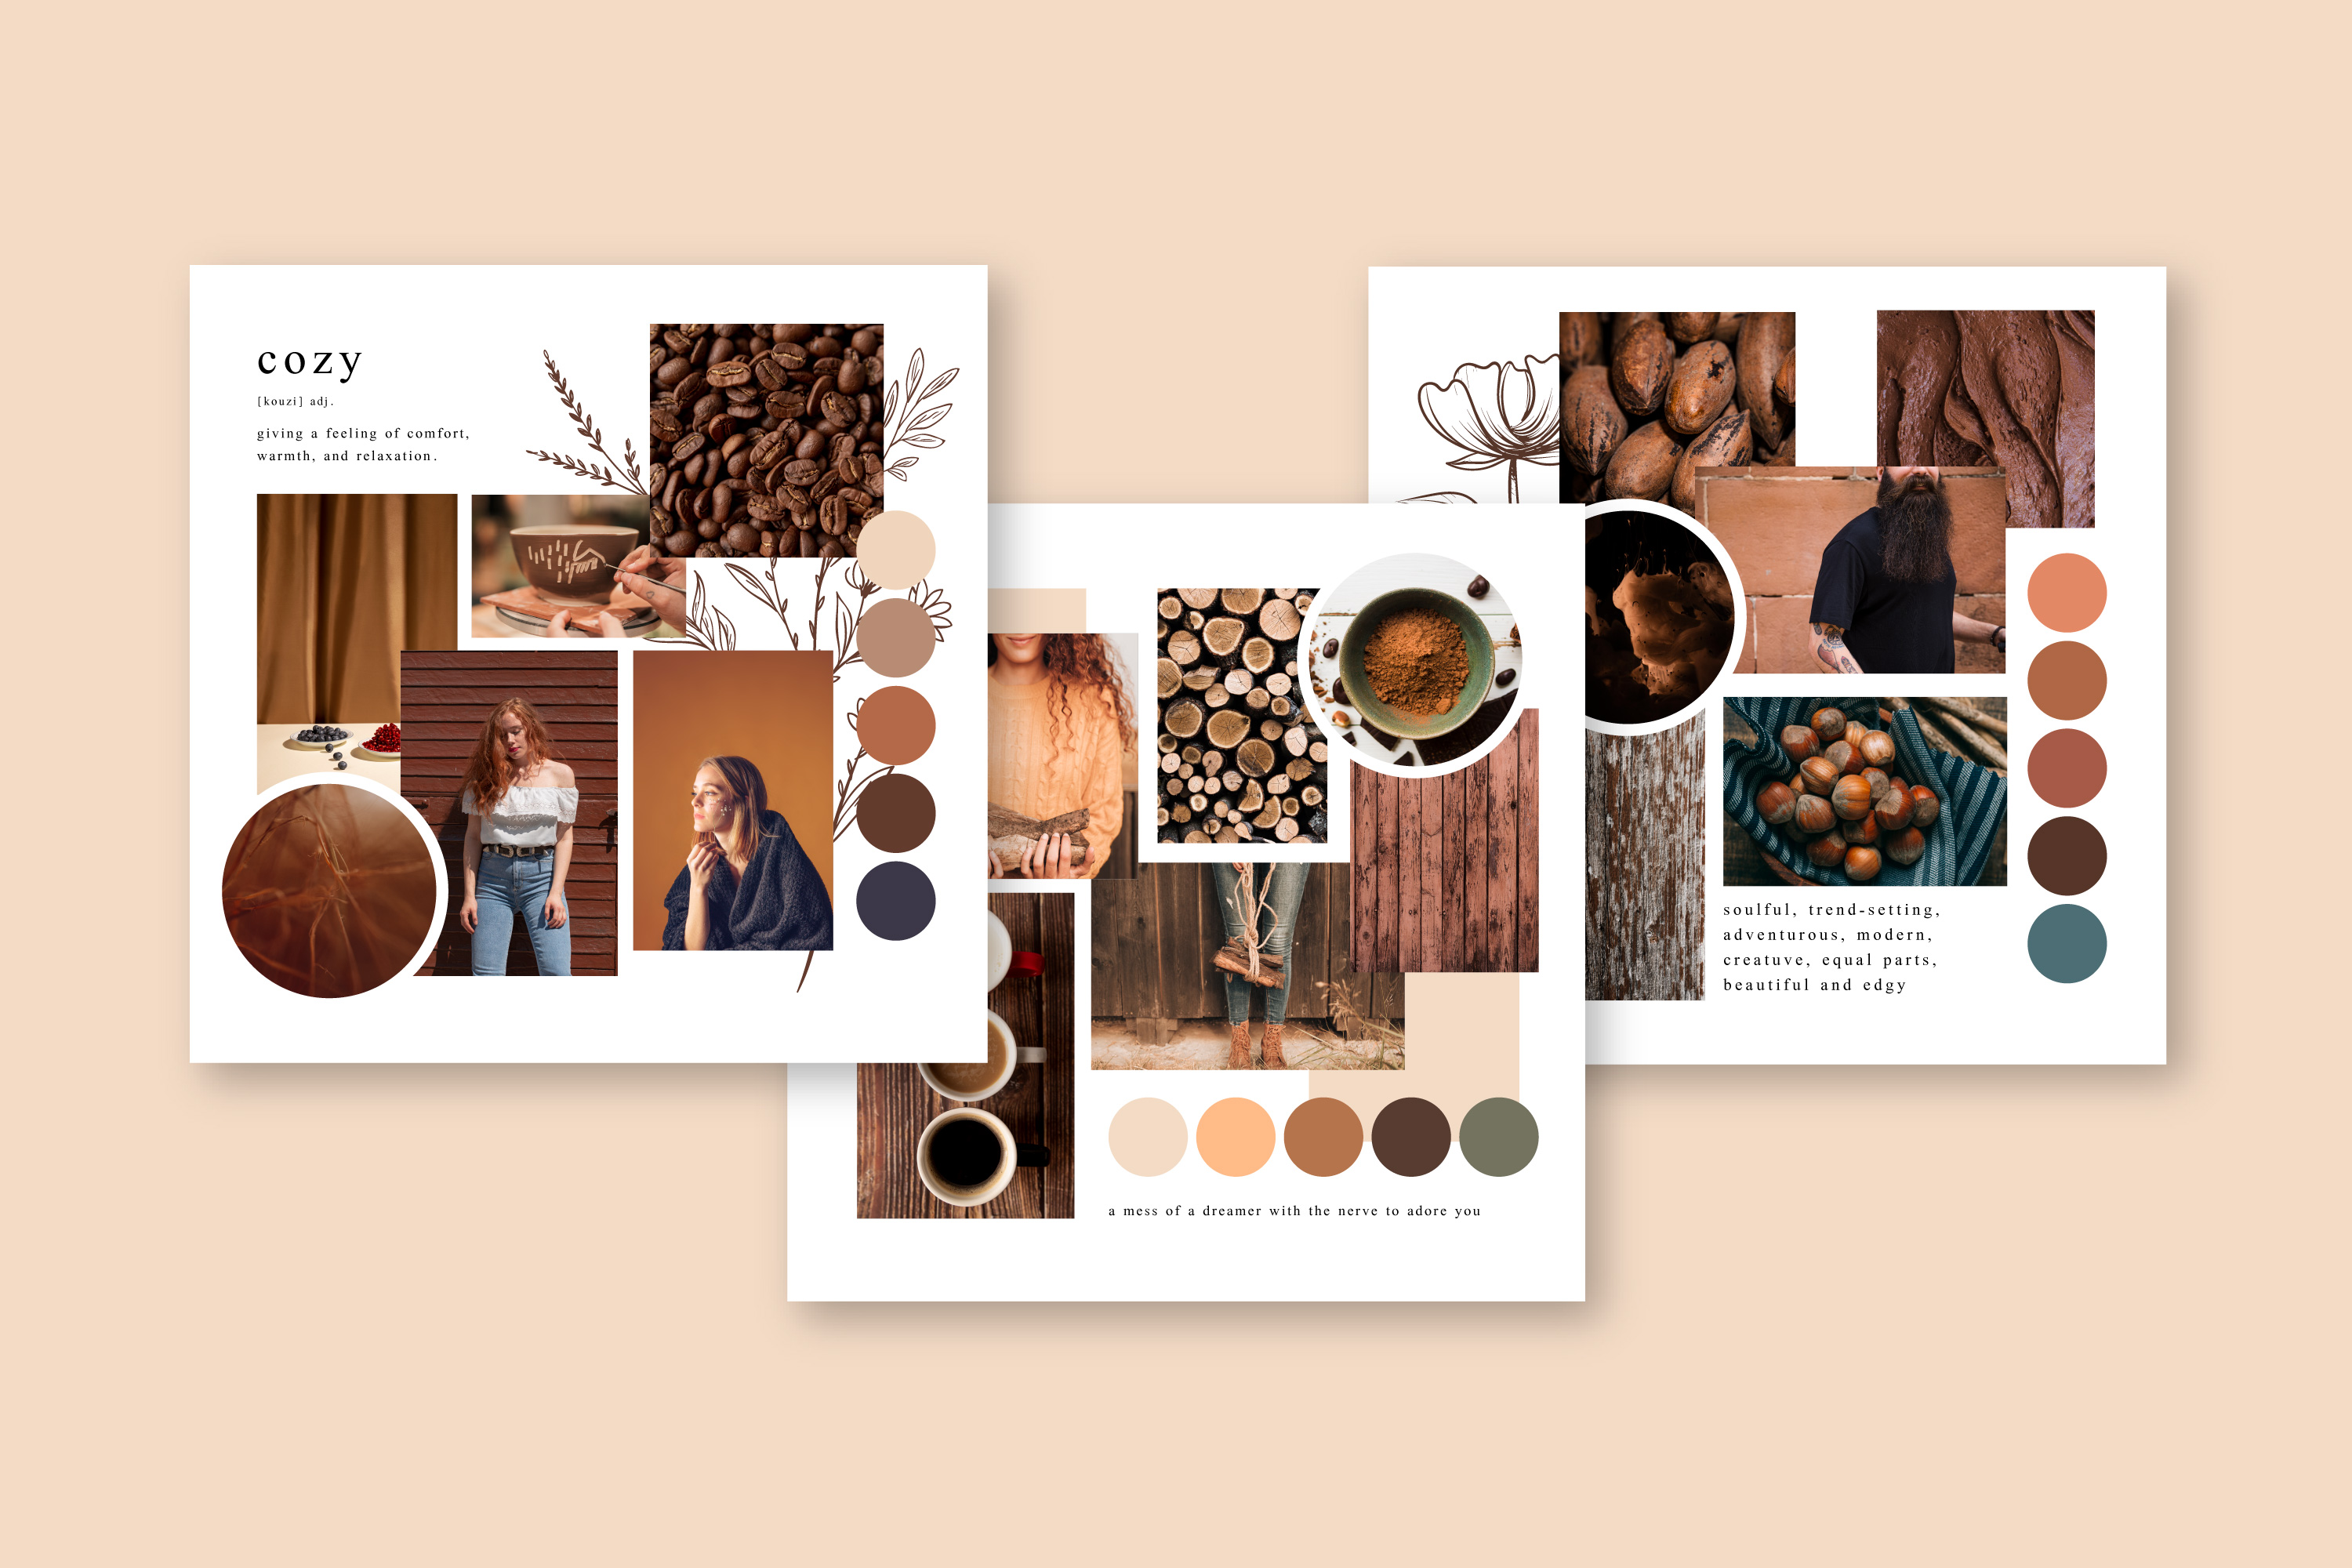 cozy
[kouzi] adj.
giving a feeling of comfort,
warmth, and relaxation.
a mess of a dreamer with the nerve to adore you
soulful, trend-setting,
adventurous, modern,
creatuve, equal parts,
beautiful and edgy